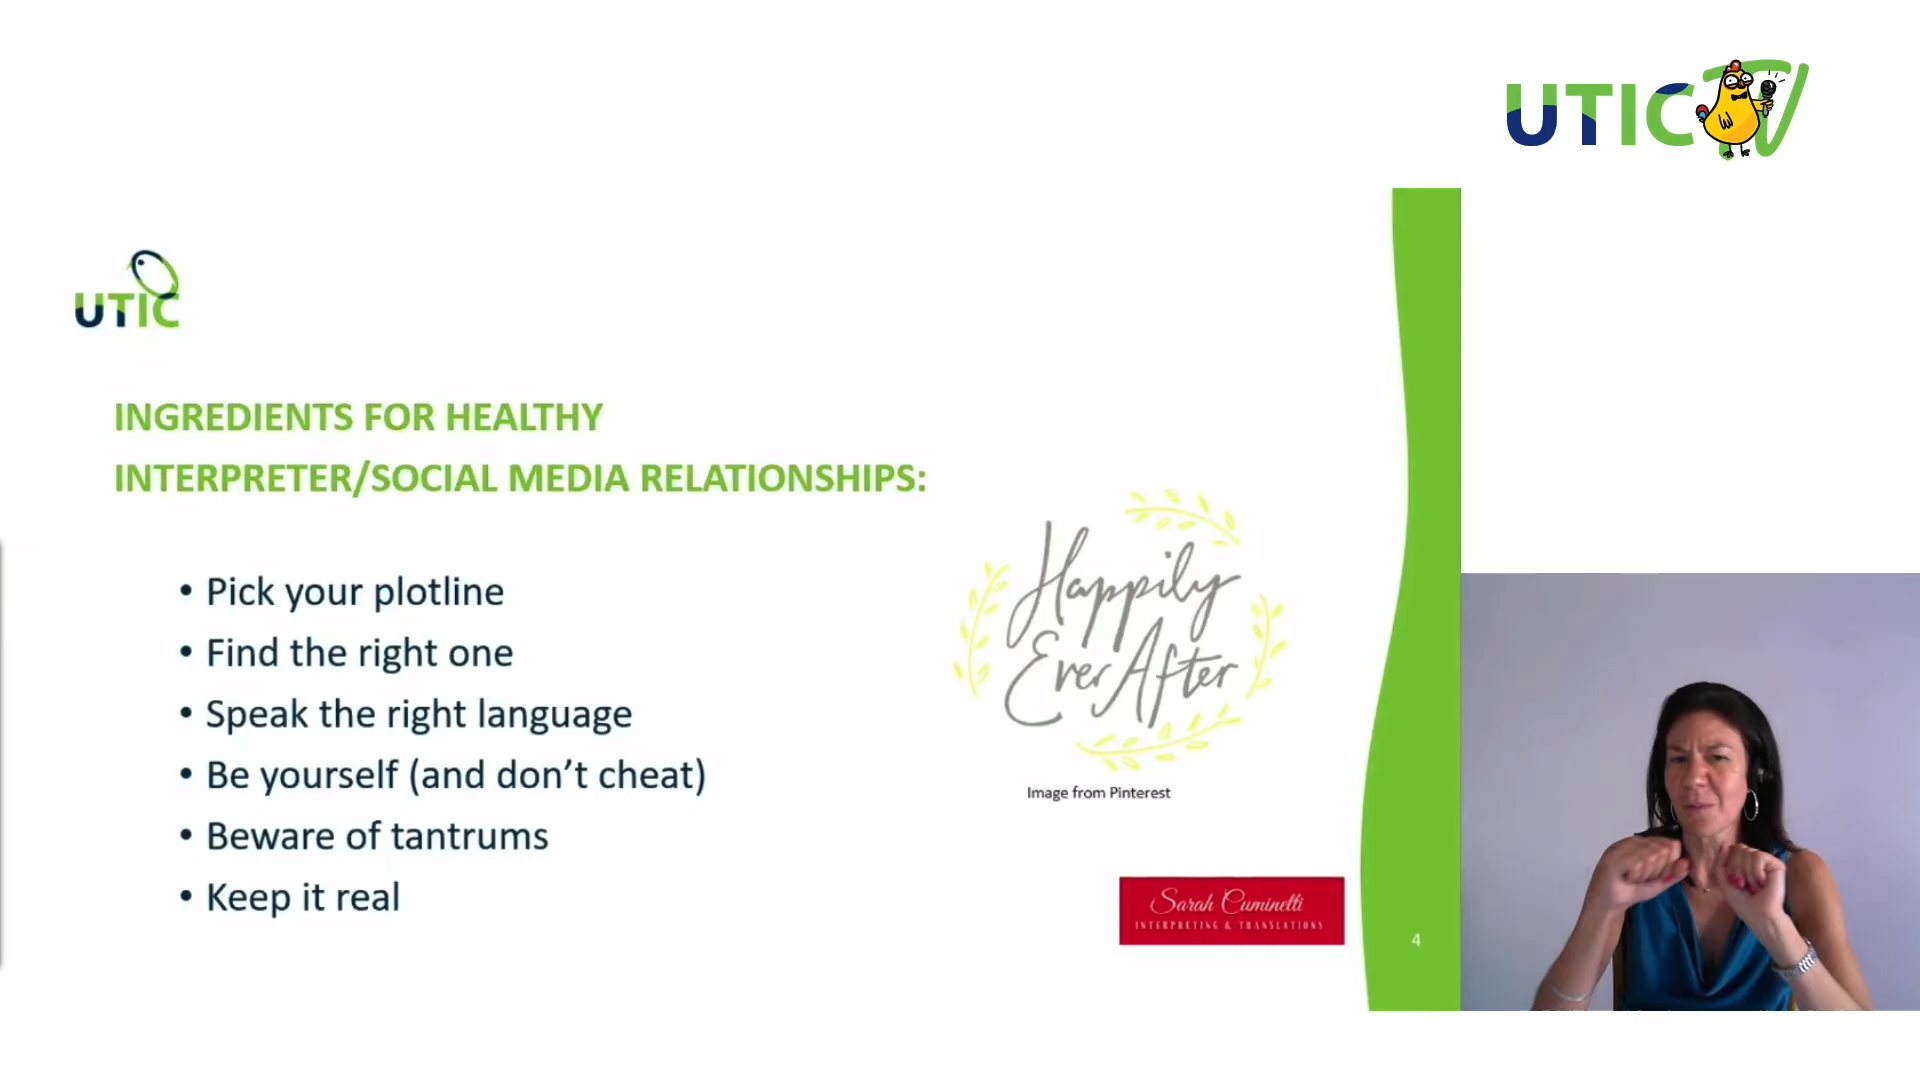 UTIC TV
UTIC
INGREDIENTS FOR HEALTHY
INTERPRETER/SOCIAL MEDIA RELATIONSHIPS:
• Pick your plotline
• Find the right one
• Speak the right language
• Be yourself (and don’t cheat)
• Beware of tantrums
• Keep it real
Happily
Ever After
Image from Pinterest
Sarah Cuminetti
INTERPRETING & TRANSLATIONS
4